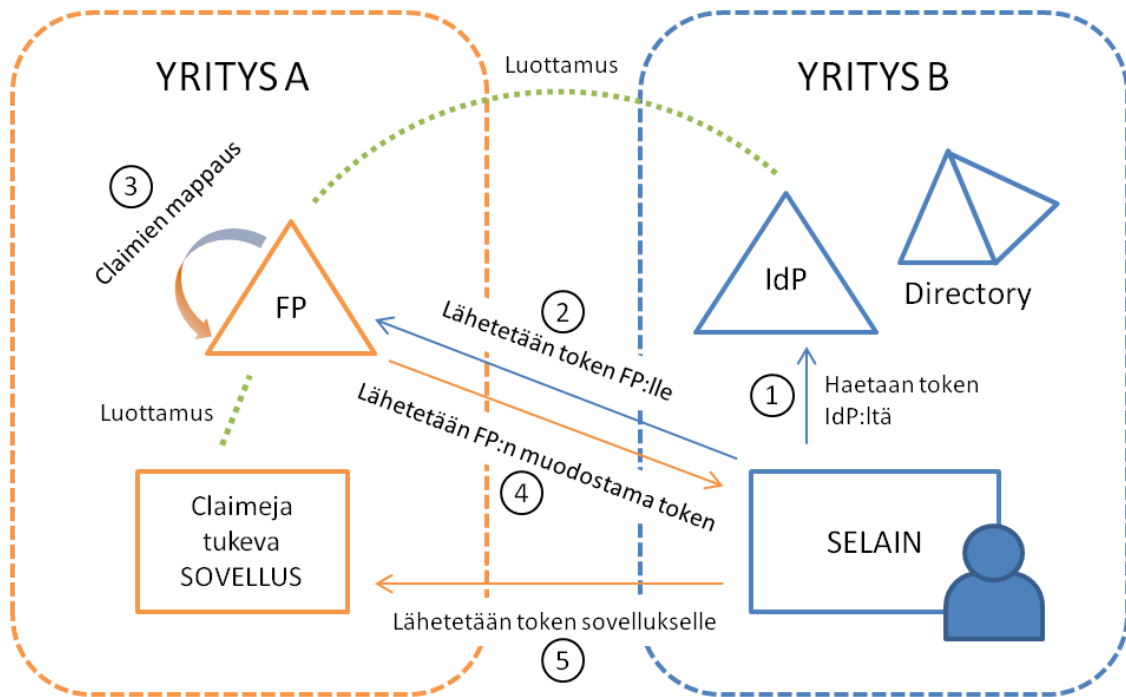 YRITYS A
YRITYS B
Luottamus
3
Claimien mappaus
FP
IdP
Directory
2
Lähetetään token FP:lle
1
Haetaan token
IdP:ltä
Luottamus
Lähetetään FP:n muodostama token
4
Claimeja
tukeva
SOVELLUS
SELAIN
Lähetetään token sovellukselle
5